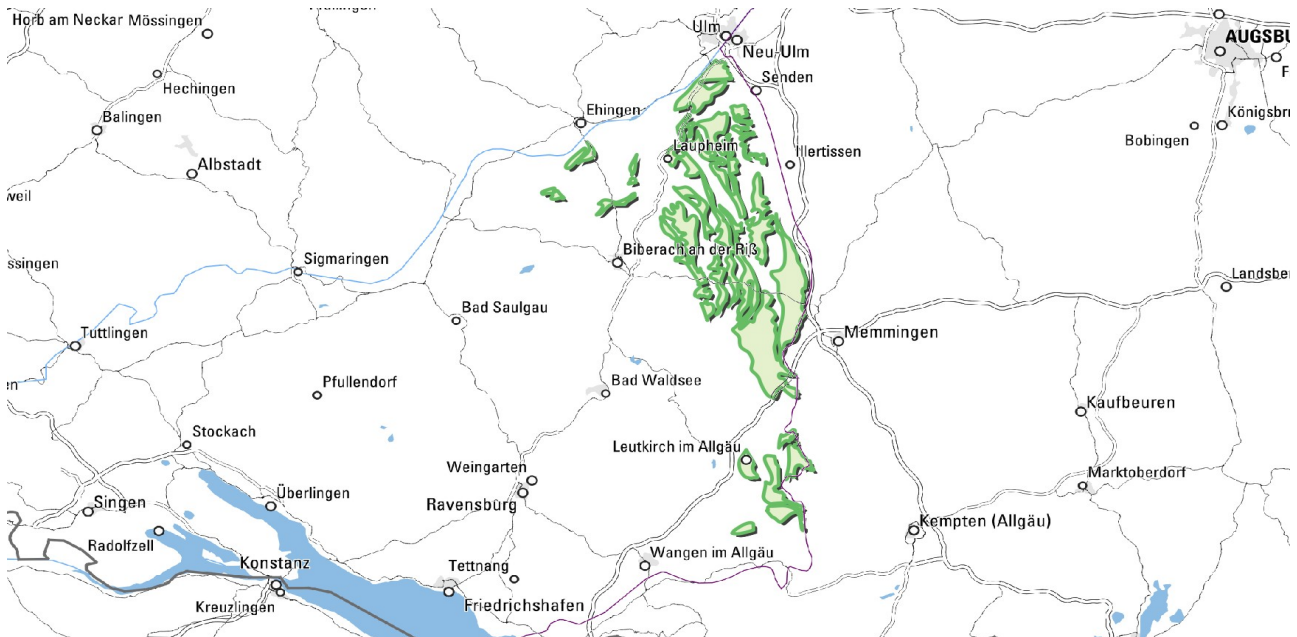 Horb am Neckar Mössingen
Ulm
Neu-Ulm
AUGSBU
Hechingen
Senden
Balingen
Ehingen
Königsbru
Bobingen
Albstadt
Laupheim
Illertissen
weil
Sigmaringen
ssingen
Biberach an der Riß
Landsber
Bad Saulgau
Tuttlingen
Memmingen
en
Pfullendorf
Bad Waldsee
Kaufbeuren
Stockach
Leutkirch im Allgäu
Weingarten
Marktoberdorf
Singen
Überlingen
Ravensburg
Kempten (Allgäu)
Radolfzell
Konstanz
Tettnang
Wangen im Allgäu
Kreuzlingen
Friedrichshafen